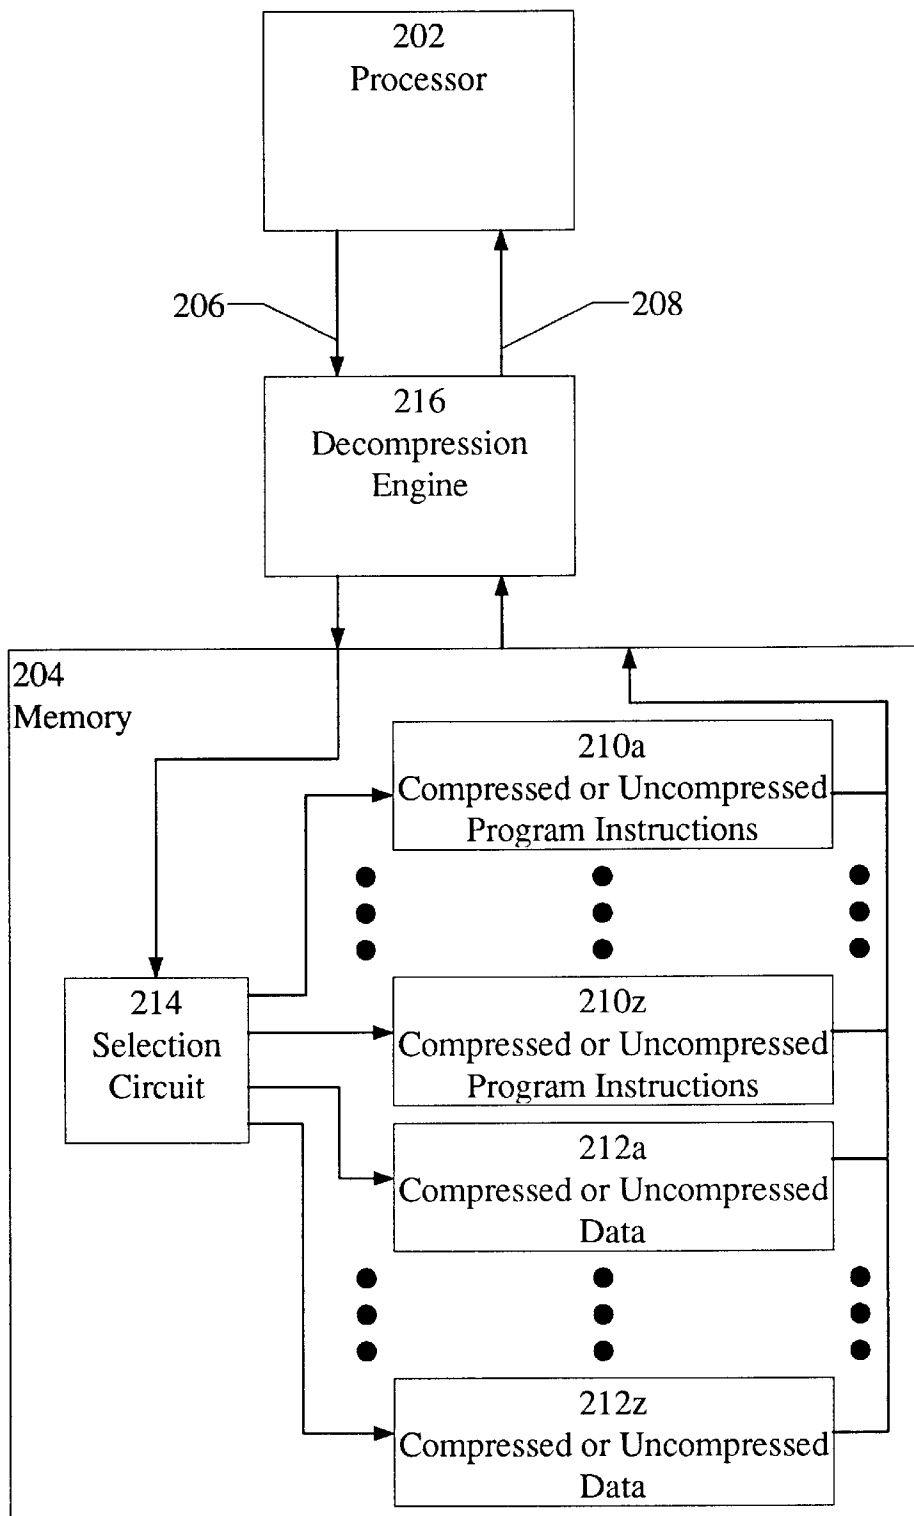 202
Processor
206
208
216
Decompression
Engine
204
Memory
210a
Compressed or Uncompressed
Program Instructions
214
Selection
Circuit
210z
Compressed or Uncompressed
Program Instructions
212a
Compressed or Uncompressed
Data
212z
Compressed or Uncompressed
Data